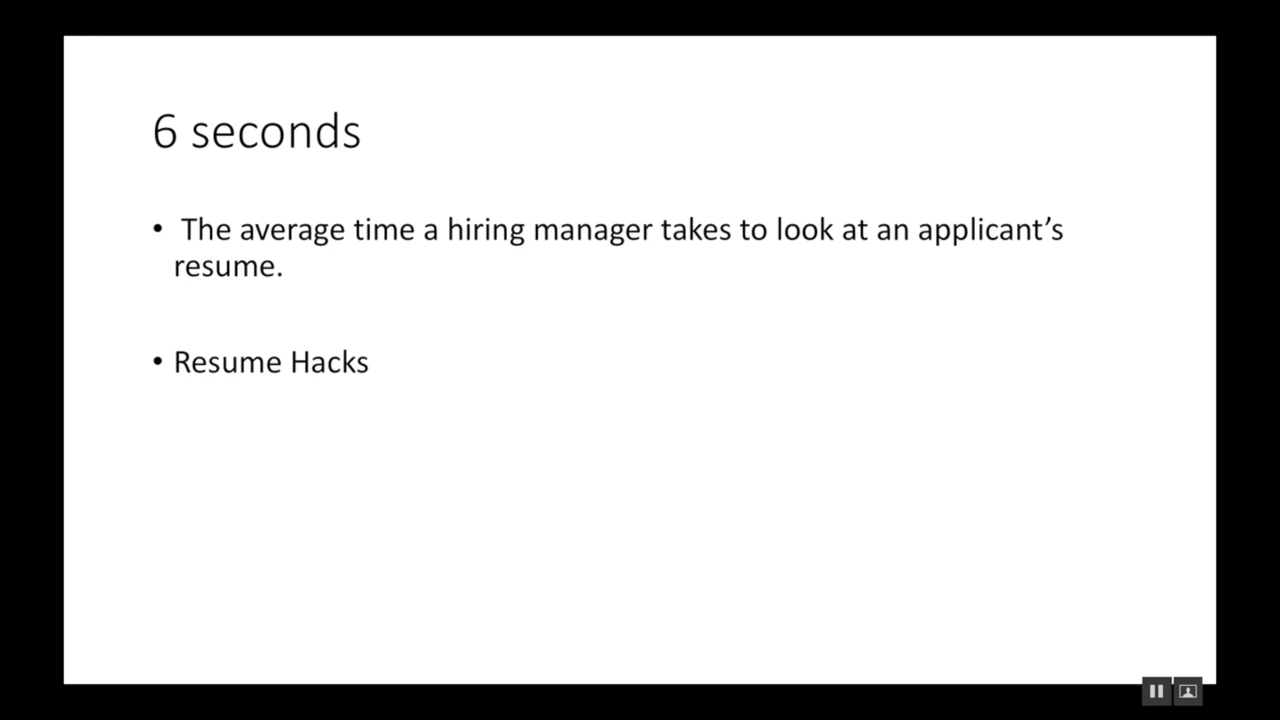 6 seconds
• The average time a hiring manager takes to look at an applicant’s
resume.
• Resume Hacks